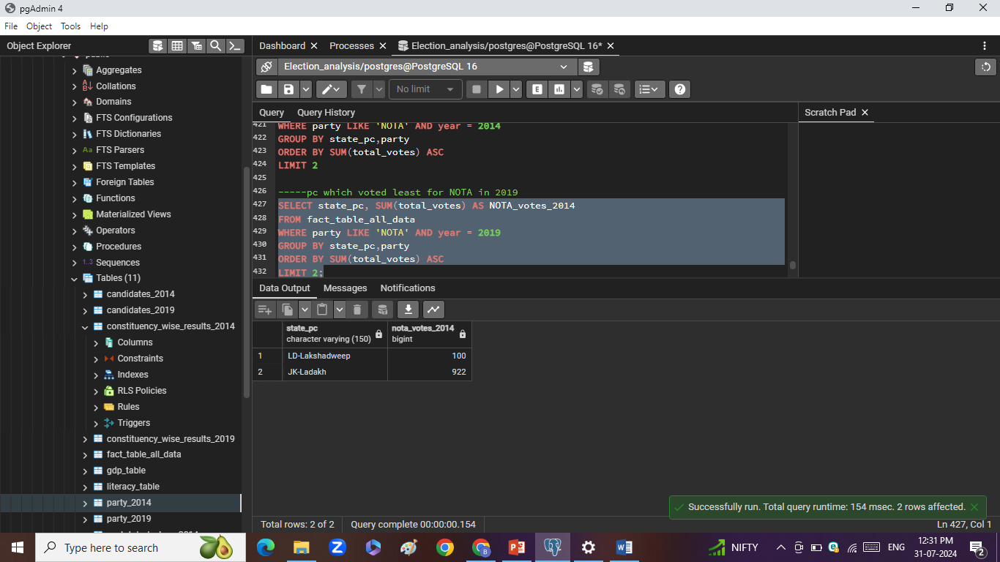 pgAdmin 4
File Object Tools Help
Object Explorer
Dashboard Processes Election_analysis/postgres@PostgreSQL 16*
Election_analysis/postgres@PostgreSQL 16
No limit
E
Query Query History
Scratch Pad
Aggregates
Collations
Domains
FTS Configurations
FTS Dictionaries
Aa FTS Parsers
FTS Templates
Foreign Tables
Functions
Materialized Views
Operators
Procedures
1..3 Sequences
Tables (11)
candidates_2014
candidates_2019
constituency_wise_results_2014
Columns
Constraints
Indexes
RLS Policies
Rules
Triggers
constituency_wise_results_2019
fact_table_all_data
gdp_table
literacy_table
party_2014
party_2019
421 WHERE party LIKE 'NOTA' AND year = 2014
422 GROUP BY state_pc,party
423 ORDER BY SUM(total_votes) ASC
424 LIMIT 2
425
426 -----pc which voted least for NOTA in 2019
427 SELECT state_pc, SUM(total_votes) AS NOTA_votes_2014
428 FROM fact_table_all_data
429 WHERE party LIKE 'NOTA' AND year = 2019
430 GROUP BY state_pc,party
431 ORDER BY SUM(total_votes) ASC
432 LIMIT 2;
Data Output Messages Notifications
state_pc nota_votes_2014
character varying (150) bigint
1 LD-Lakshadweep 100
2 JK-Ladakh 922
Successfully run. Total query runtime: 154 msec. 2 rows affected.
Total rows: 2 of 2 Query complete 00:00:00.154 Ln 427, Col 1
Type here to search
NIFTY
ENG
12:31 PM
31-07-2024
2